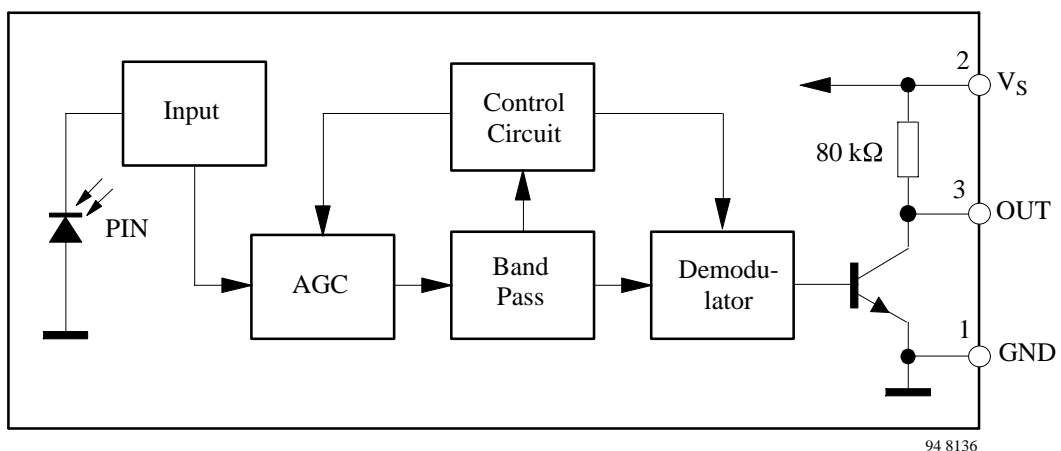 Input
Control
Circuit
2
V_S
80 kΩ
3
OUT
PIN
AGC
Band
Pass
Demodu-
lator
1
GND
94 8136